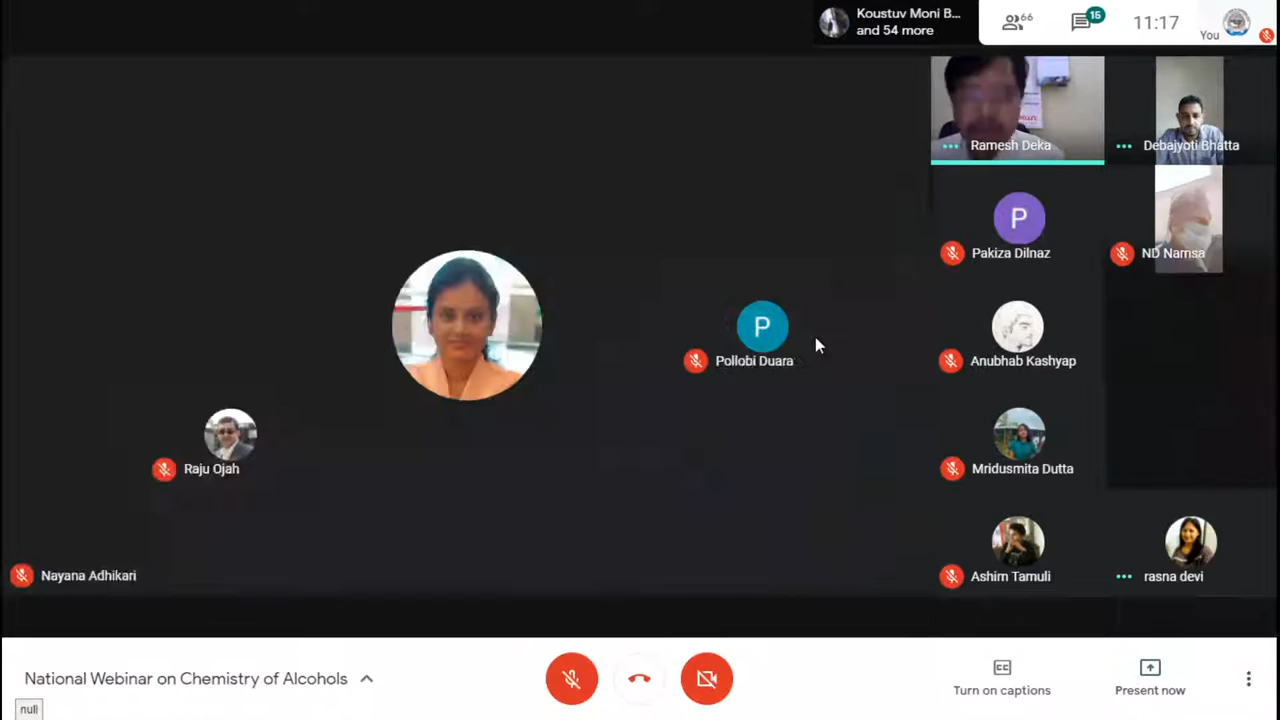 Koustuv Moni B...
and 54 more
66
15
11:17
You
Ramesh Deka
Debajyoti Bhatta
P
Pakiza Dilnaz
ND Namsa
P
Pollobi Duara
Anubhab Kashyap
Raju Ojah
Mridusmita Dutta
Nayana Adhikari
Ashim Tamuli
rasna devi
National Webinar on Chemistry of Alcohols
Turn on captions
Present now
null